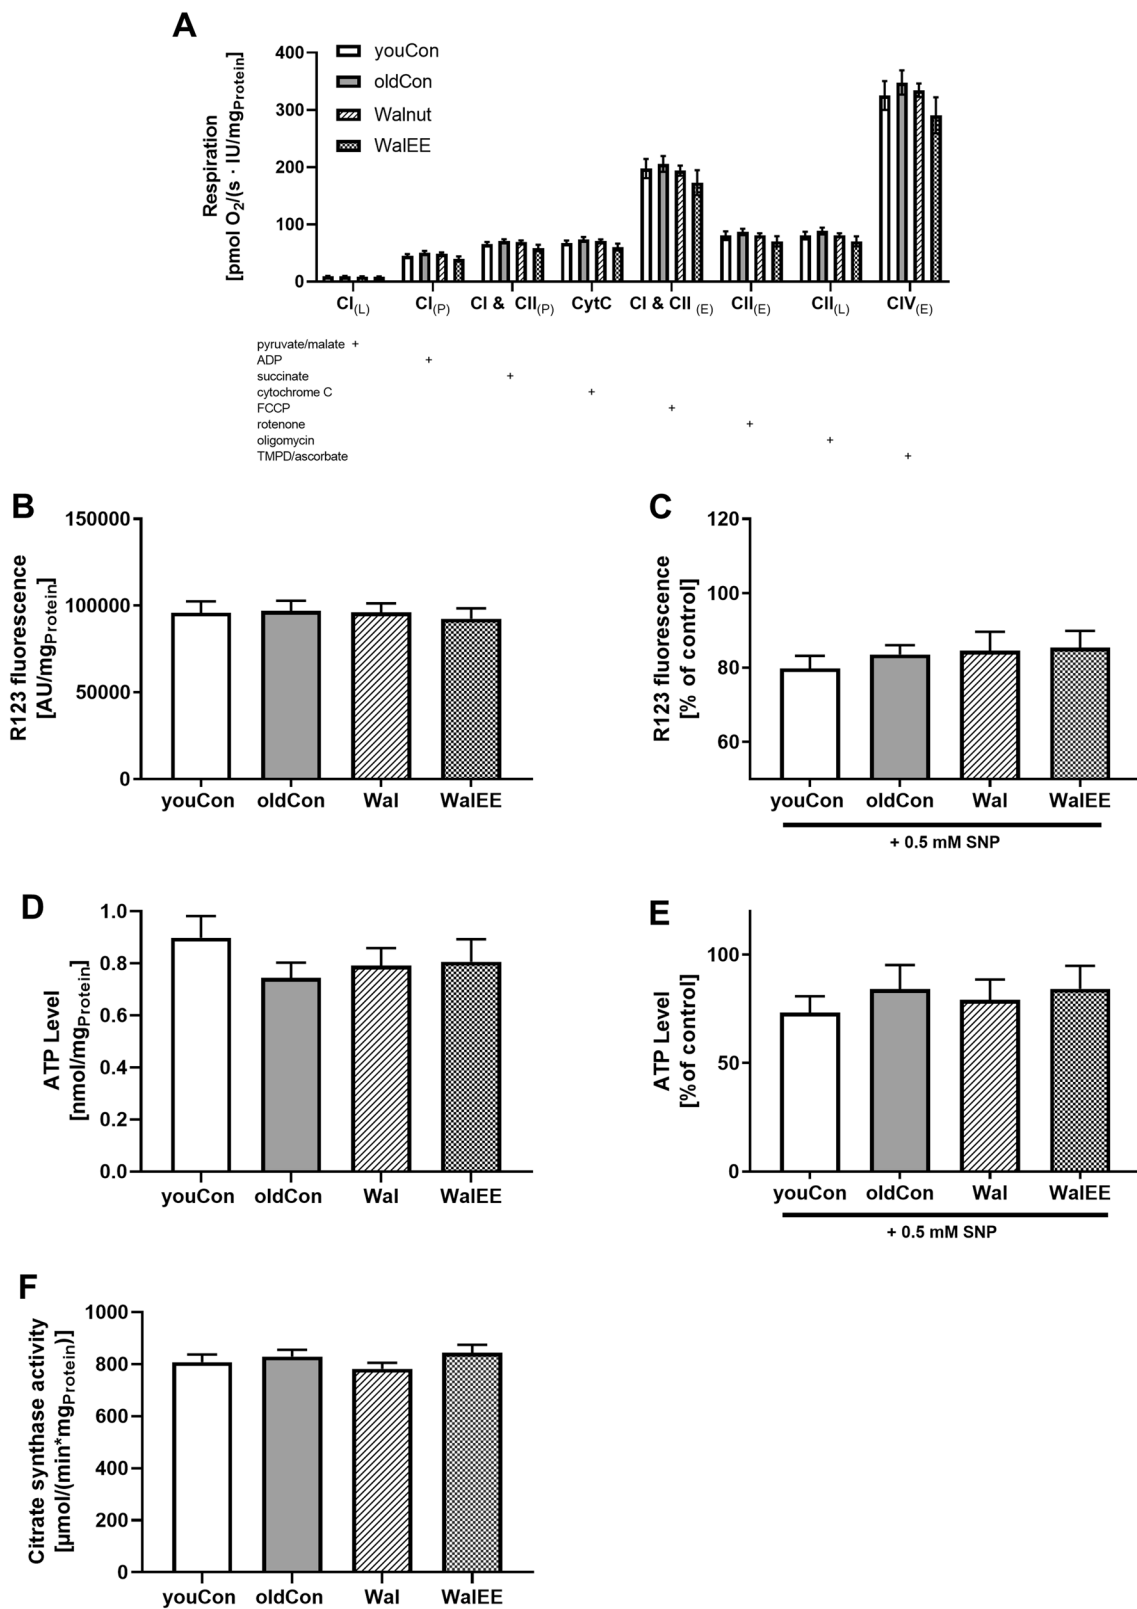 A
Respiration
[pmol O2/(s · IU/mgProtein]
400
300
200
100
0
youCon
oldCon
Walnut
WalEE
CI(L)
CI(P)
CI & CII(P)
CytC
CI & CII (E)
CII(E)
CII(L)
CIV(E)
pyruvate/malate +
ADP +
succinate +
cytochrome C +
FCCP +
rotenone +
oligomycin +
TMPD/ascorbate +
B
R123 fluorescence
[AU/mgProtein]
150000
100000
50000
0
youCon oldCon Wal WalEE
C
R123 fluorescence
[% of control]
120
100
80
60
youCon oldCon Wal WalEE
+ 0.5 mM SNP
D
ATP Level
[nmol/mgProtein]
1.0
0.8
0.6
0.4
0.2
0.0
youCon oldCon Wal WalEE
E
ATP Level
[%of control]
100
50
0
youCon oldCon Wal WalEE
+ 0.5 mM SNP
F
Citrate synthase activity
[µmol/(min*mgProtein)]
1000
800
600
400
200
0
youCon oldCon Wal WalEE